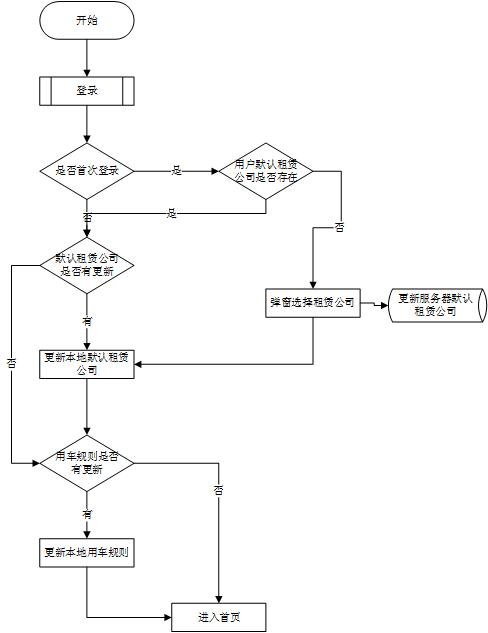 开始
登录
是否首次登录
是
用户默认租赁
公司是否存在
否
是
否
默认租赁公司
是否有更新
弹窗选择租赁公司
更新服务器默认
租赁公司
有
更新本地默认租赁
公司
否
用车规则是否
有更新
否
有
更新本地用车规则
进入首页